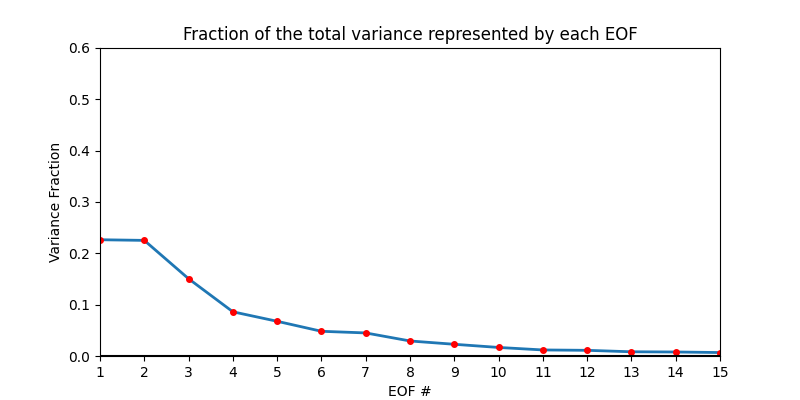 Fraction of the total variance represented by each EOF
0.6
0.5
0.4
0.3
0.2
0.1
0.0
Variance Fraction
1 2 3 4 5 6 7 8 9 10 11 12 13 14 15
EOF #